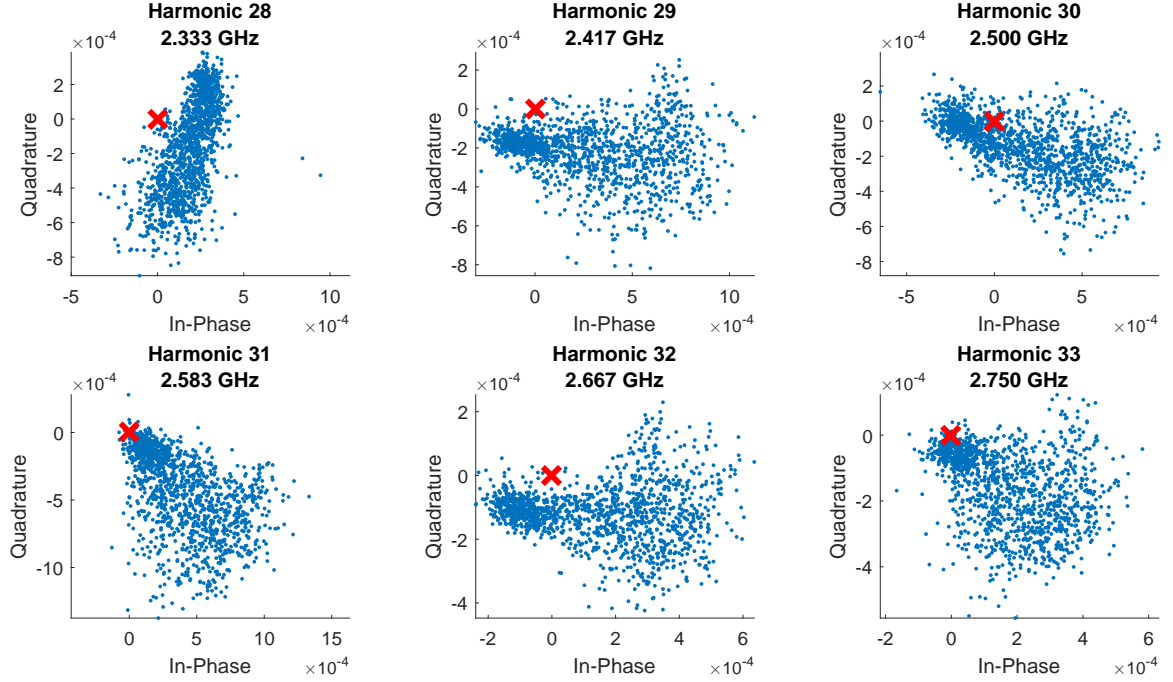 Harmonic 28
2.333 GHz
×10⁻⁴
2
0
-2
-4
-6
-8
Quadrature
-5
0
5
10
In-Phase
×10⁻⁴
Harmonic 29
2.417 GHz
×10⁻⁴
2
0
-2
-4
-6
-8
Quadrature
0
5
10
In-Phase
×10⁻⁴
Harmonic 30
2.500 GHz
×10⁻⁴
2
0
-2
-4
-6
-8
Quadrature
-5
0
5
In-Phase
×10⁻⁴
Harmonic 31
2.583 GHz
×10⁻⁴
0
-5
-10
Quadrature
0
5
10
15
In-Phase
×10⁻⁴
Harmonic 32
2.667 GHz
×10⁻⁴
2
0
-2
-4
Quadrature
-2
0
2
4
6
In-Phase
×10⁻⁴
Harmonic 33
2.750 GHz
×10⁻⁴
0
-2
-4
Quadrature
-2
0
2
4
6
In-Phase
×10⁻⁴